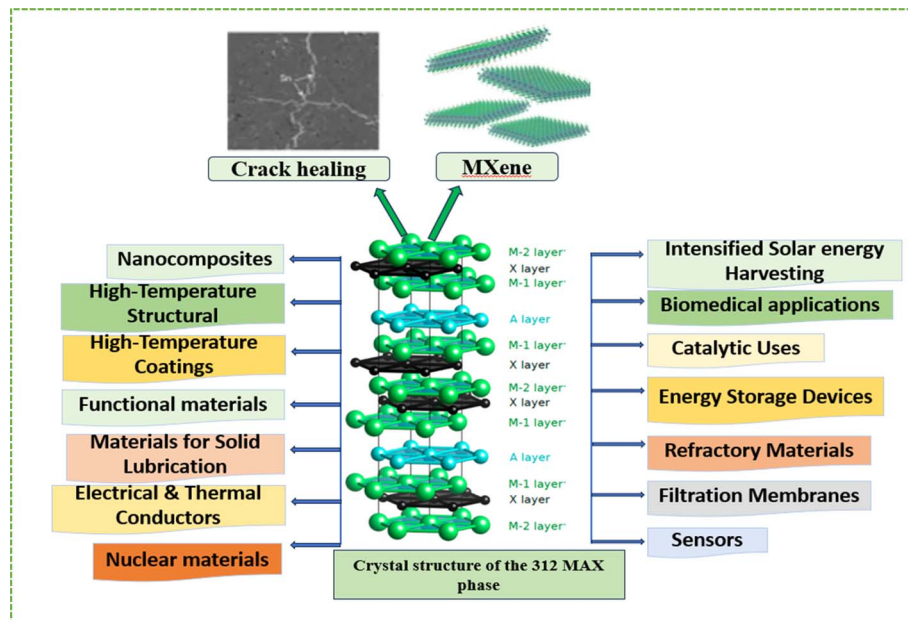 Sn
Crack healing
MXene
Nanocomposites
High-Temperature
Structural
High-Temperature
Coatings
Functional materials
Materials for Solid
Lubrication
Electrical & Thermal
Conductors
Nuclear materials
M-2 layer
X layer
M-1 layer
A layer
M-1 layer
X layer
M-2 layer
X layer
M-1 layer
A layer
M-1 layer
X layer
M-2 layer
Crystal structure of the 312 MAX
phase
Intensified Solar energy
Harvesting
Biomedical applications
Catalytic Uses
Energy Storage Devices
Refractory Materials
Filtration Membranes
Sensors